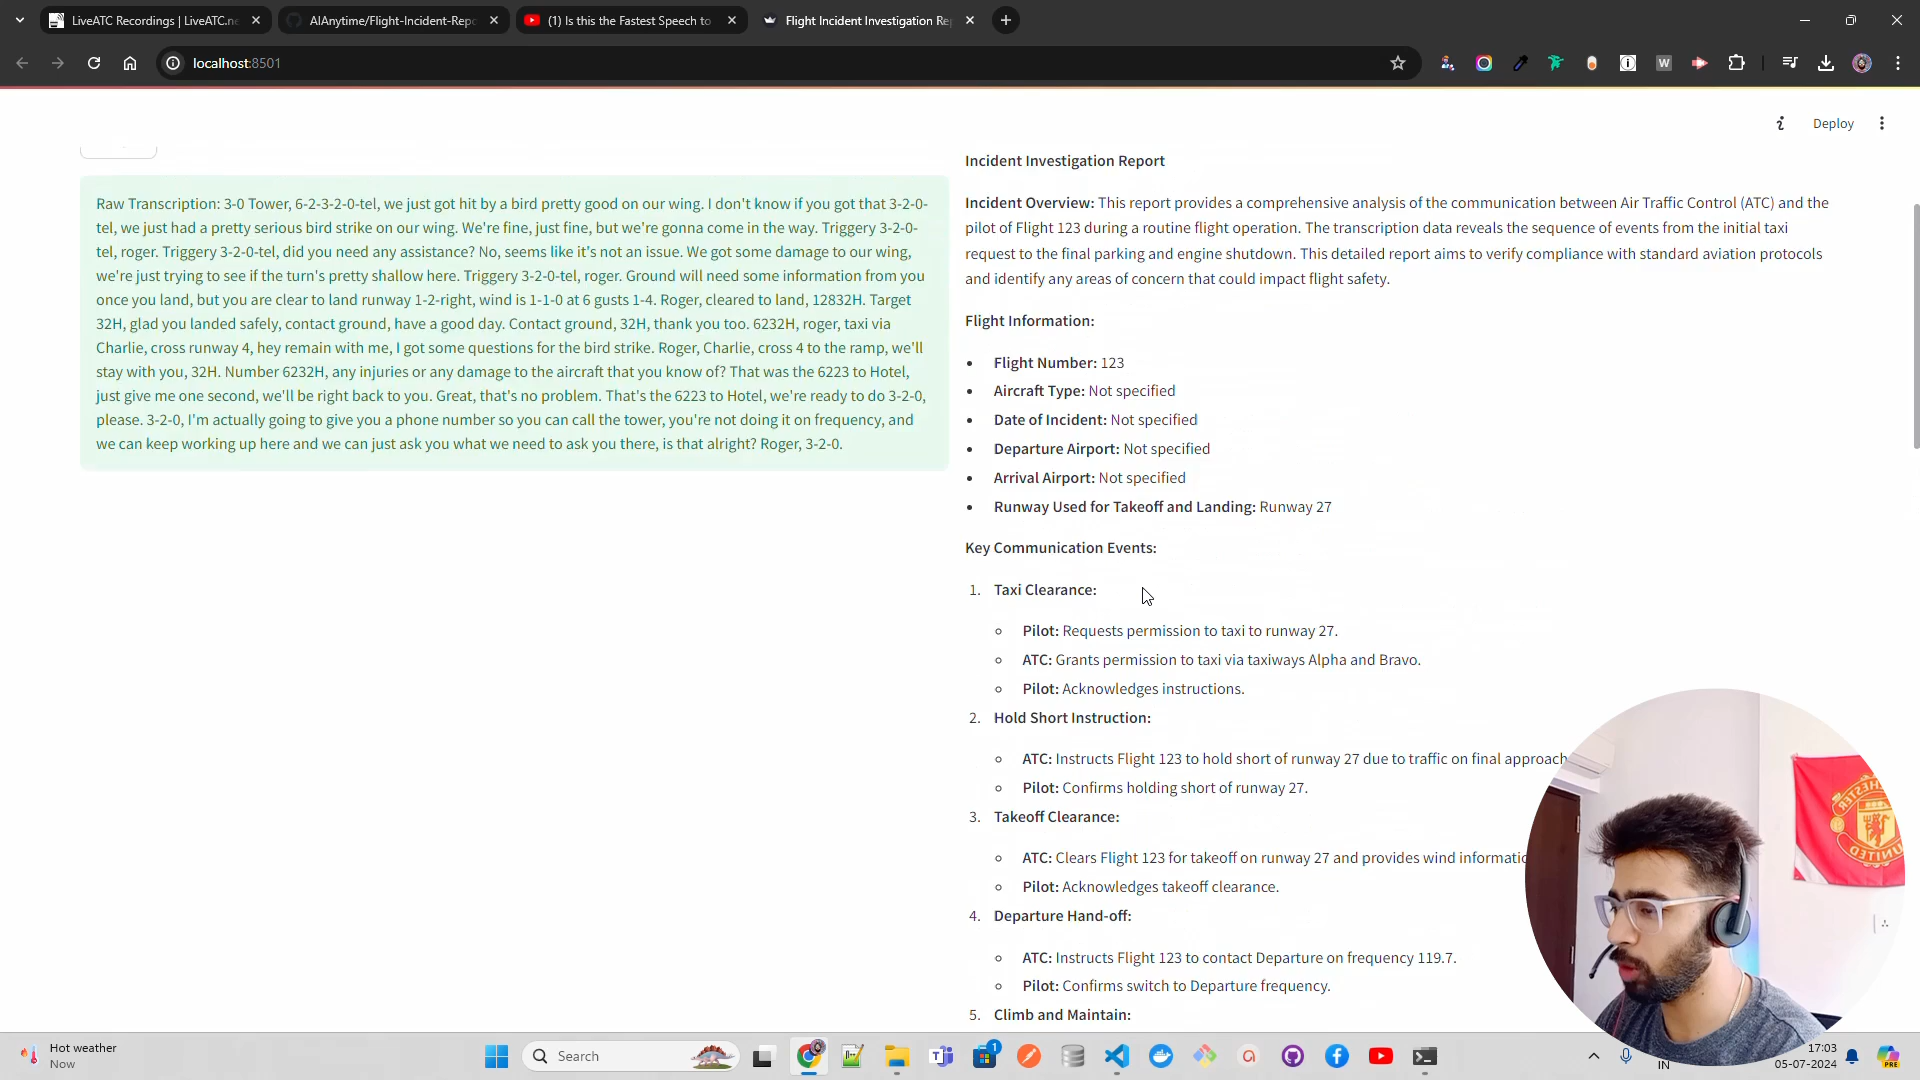 LiveATC Recordings | LiveATC.ne
AIAnytime/Flight-Incident-Repo
(1) Is this the Fastest Speech to
Flight Incident Investigation Re
localhost:8501
Deploy
Raw Transcription: 3-0 Tower, 6-2-3-2-0-tel, we just got hit by a bird pretty good on our wing. I don't know if you got that 3-2-0-
tel, we just had a pretty serious bird strike on our wing. We're fine, just fine, but we're gonna come in the way. Triggery 3-2-0-
tel, roger. Triggery 3-2-0-tel, did you need any assistance? No, seems like it's not an issue. We got some damage to our wing,
we're just trying to see if the turn's pretty shallow here. Triggery 3-2-0-tel, roger. Ground will need some information from you
once you land, but you are clear to land runway 1-2-right, wind is 1-1-0 at 6 gusts 1-4. Roger, cleared to land, 12832H. Target
32H, glad you landed safely, contact ground, have a good day. Contact ground, 32H, thank you too. 6232H, roger, taxi via
Charlie, cross runway 4, hey remain with me, I got some questions for the bird strike. Roger, Charlie, cross 4 to the ramp, we'll
stay with you, 32H. Number 6232H, any injuries or any damage to the aircraft that you know of? That was the 6223 to Hotel,
just give me one second, we'll be right back to you. Great, that's no problem. That's the 6223 to Hotel, we're ready to do 3-2-0,
please. 3-2-0, I'm actually going to give you a phone number so you can call the tower, you're not doing it on frequency, and
we can keep working up here and we can just ask you what we need to ask you there, is that alright? Roger, 3-2-0.
Incident Investigation Report
Incident Overview: This report provides a comprehensive analysis of the communication between Air Traffic Control (ATC) and the
pilot of Flight 123 during a routine flight operation. The transcription data reveals the sequence of events from the initial taxi
request to the final parking and engine shutdown. This detailed report aims to verify compliance with standard aviation protocols
and identify any areas of concern that could impact flight safety.
Flight Information:
• Flight Number: 123
• Aircraft Type: Not specified
• Date of Incident: Not specified
• Departure Airport: Not specified
• Arrival Airport: Not specified
• Runway Used for Takeoff and Landing: Runway 27
Key Communication Events:
1. Taxi Clearance:
Pilot: Requests permission to taxi to runway 27.
ATC: Grants permission to taxi via taxiways Alpha and Bravo.
Pilot: Acknowledges instructions.
2. Hold Short Instruction:
ATC: Instructs Flight 123 to hold short of runway 27 due to traffic on final approach
Pilot: Confirms holding short of runway 27.
3. Takeoff Clearance:
ATC: Clears Flight 123 for takeoff on runway 27 and provides wind informatio
Pilot: Acknowledges takeoff clearance.
4. Departure Hand-off:
ATC: Instructs Flight 123 to contact Departure on frequency 119.7.
Pilot: Confirms switch to Departure frequency.
5. Climb and Maintain:
Hot weather
Now
Search
1
IN
17:03
05-07-2024
PRE